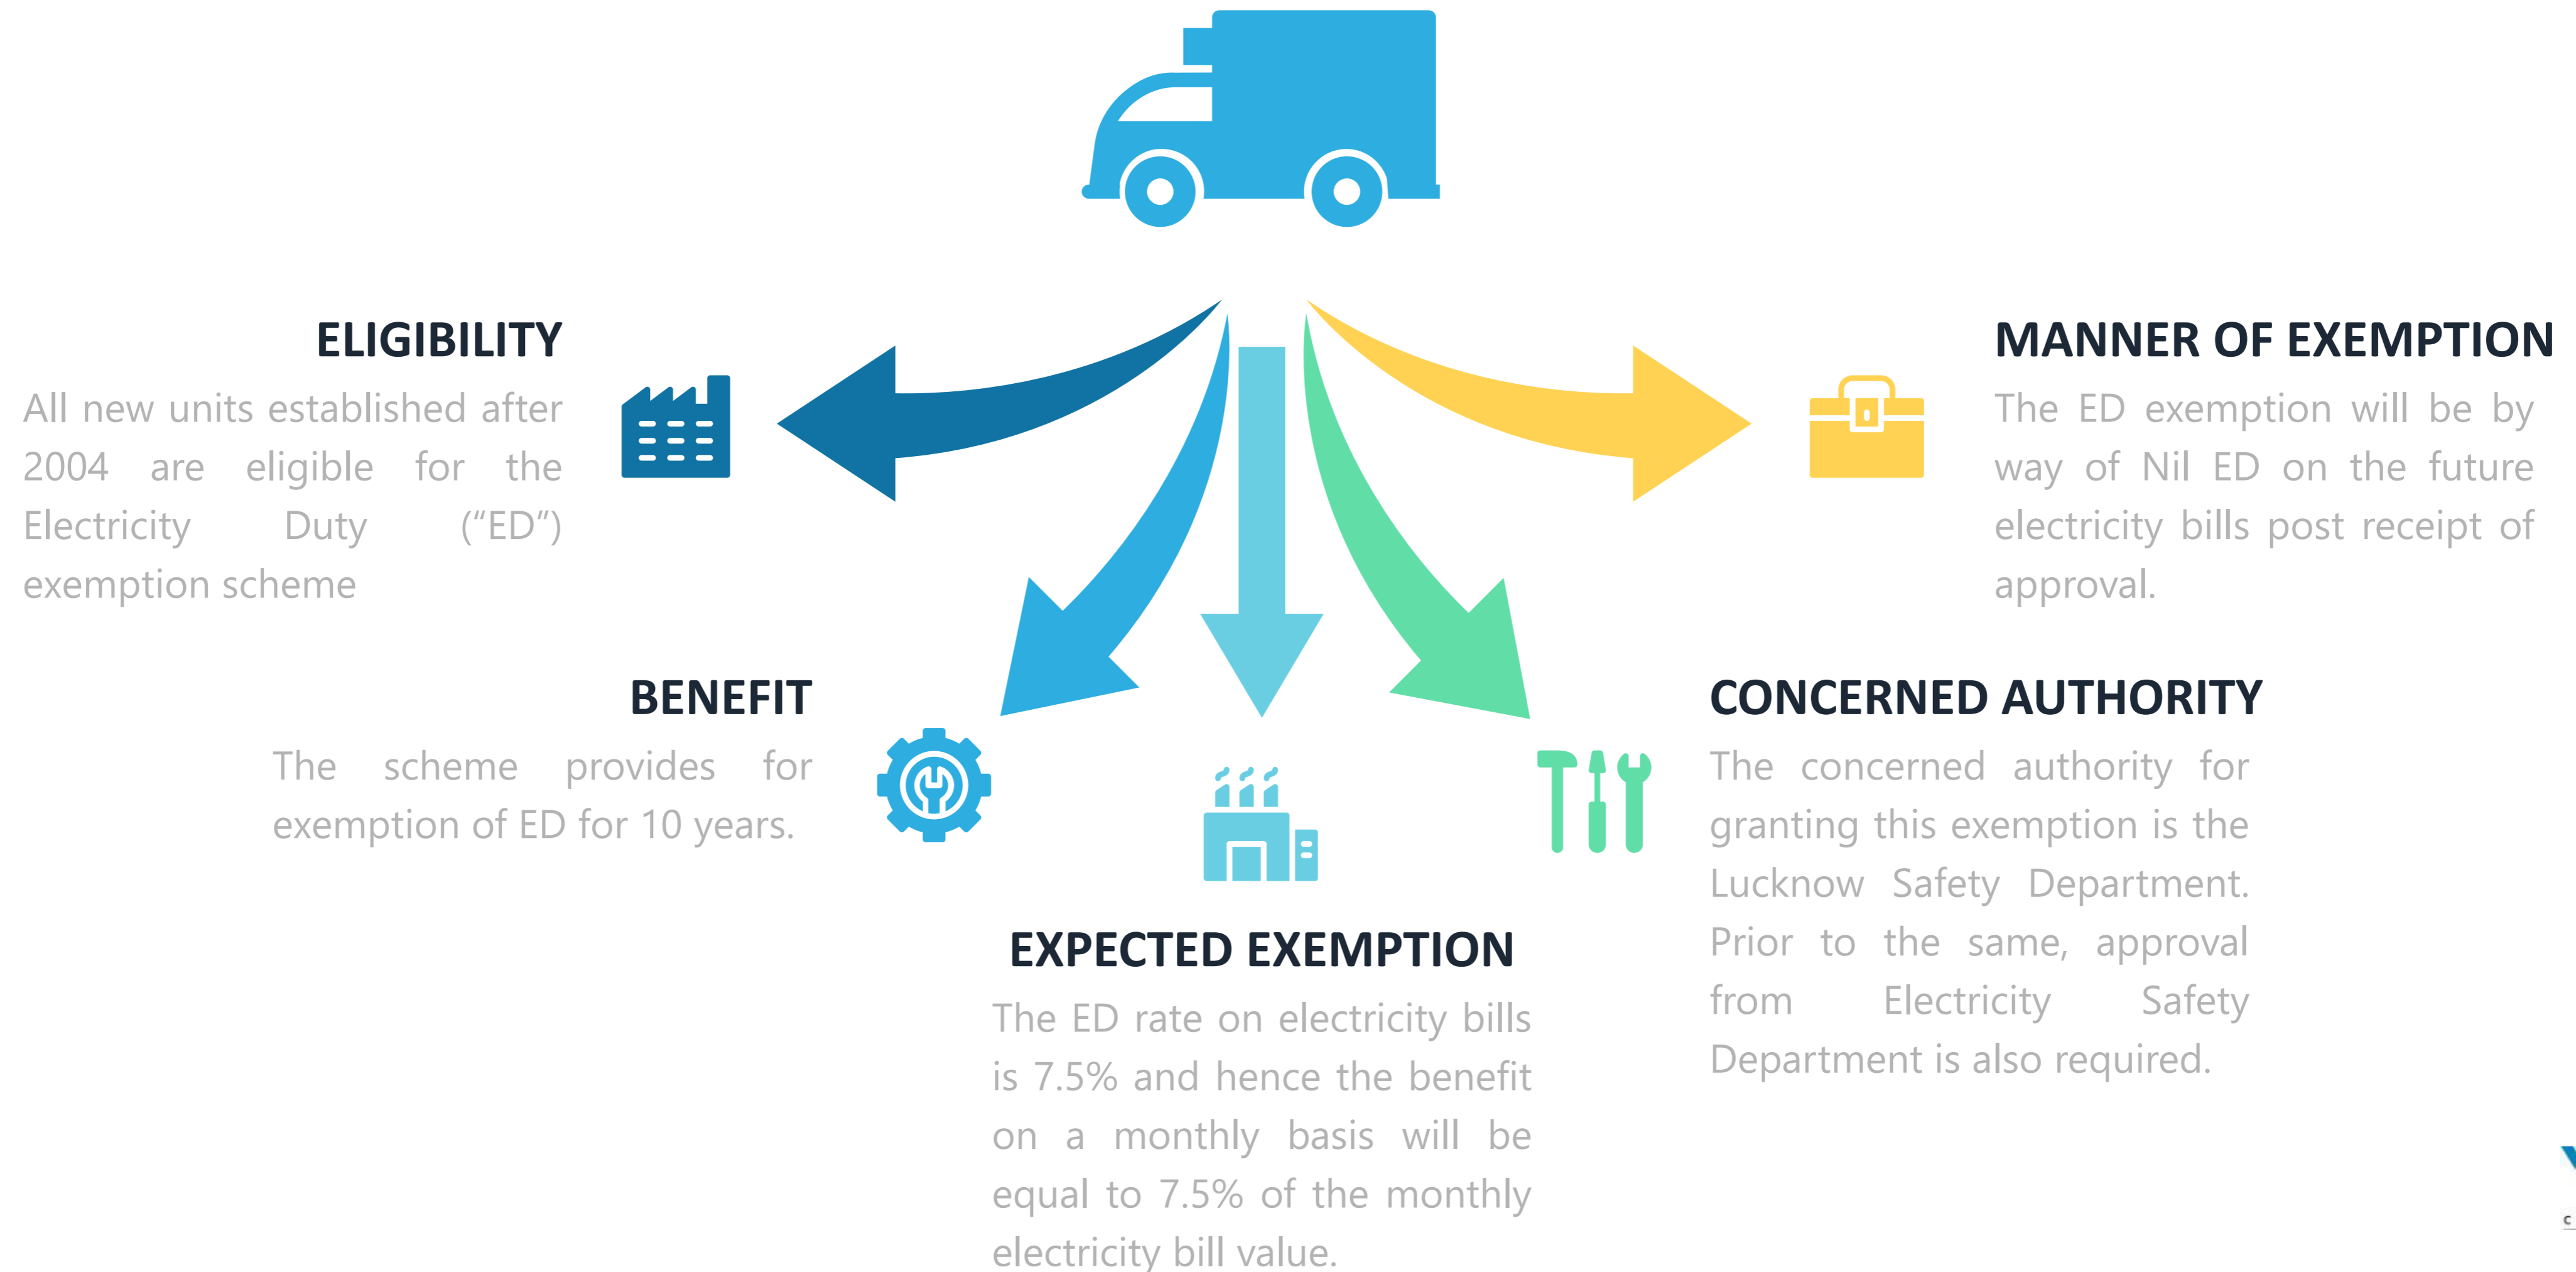 ELIGIBILITY
All new units established after
2004 are eligible for the
Electricity Duty (“ED”)
exemption scheme
BENEFIT
The scheme provides for
exemption of ED for 10 years.
EXPECTED EXEMPTION
The ED rate on electricity bills
is 7.5% and hence the benefit
on a monthly basis will be
equal to 7.5% of the monthly
electricity bill value.
CONCERNED AUTHORITY
The concerned authority for
granting this exemption is the
Lucknow Safety Department.
Prior to the same, approval
from Electricity Safety
Department is also required.
MANNER OF EXEMPTION
The ED exemption will be by
way of Nil ED on the future
electricity bills post receipt of
approval.